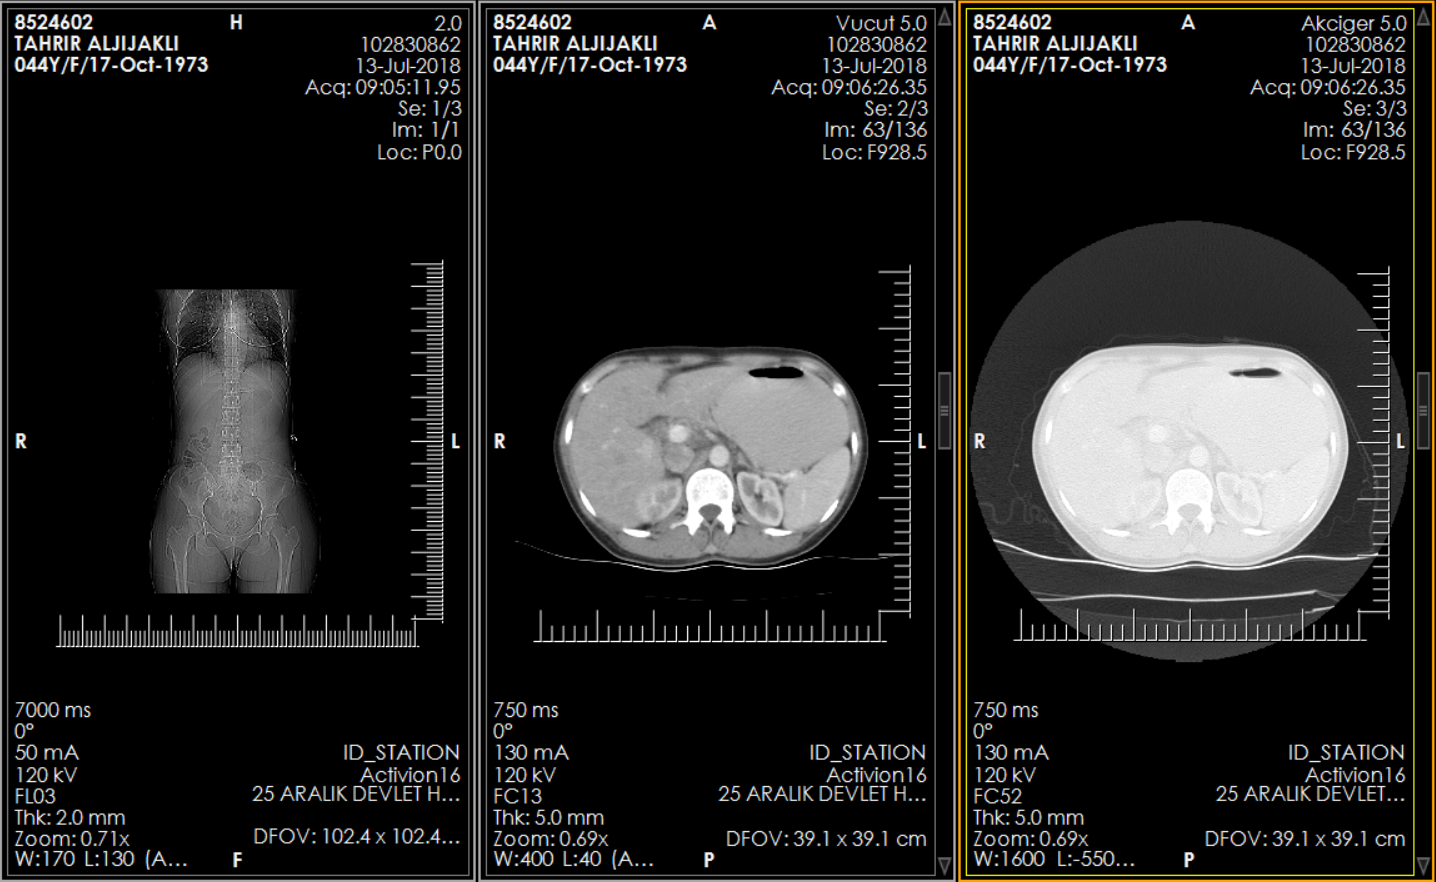 8524602 H 2.0
TAHRIR ALJIJAKLI 102830862
044Y/F/17-Oct-1973 13-Jul-2018
Acq: 09:05:11.95
Se: 1/3
Im: 1/1
Loc: P0.0
R L
7000 ms
0°
50 mA ID_STATION
120 kV Activion16
FL03 25 ARALIK DEVLET H...
Thk: 2.0 mm
Zoom: 0.71x DFOV: 102.4 x 102.4...
W:170 L:130 (A... F
8524602 A Vucut 5.0
TAHRIR ALJIJAKLI 102830862
044Y/F/17-Oct-1973 13-Jul-2018
Acq: 09:06:26.35
Se: 2/3
Im: 63/136
Loc: F928.5
R L
750 ms
0°
130 mA ID_STATION
120 kV Activion16
FC13 25 ARALIK DEVLET H...
Thk: 5.0 mm
Zoom: 0.69x DFOV: 39.1 x 39.1 cm
W:400 L:40 (A... P
8524602 A Akciger 5.0
TAHRIR ALJIJAKLI 102830862
044Y/F/17-Oct-1973 13-Jul-2018
Acq: 09:06:26.35
Se: 3/3
Im: 63/136
Loc: F928.5
R L
750 ms
0°
130 mA ID_STATION
120 kV Activion16
FC52 25 ARALIK DEVLET...
Thk: 5.0 mm
Zoom: 0.69x DFOV: 39.1 x 39.1 cm
W:1600 L:-550... P